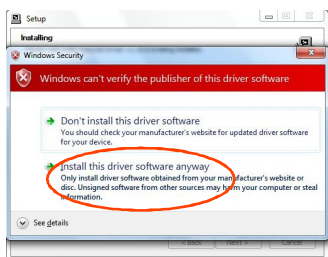 Setup
Installing
Windows Security
Windows can't verify the publisher of this driver software
Don't install this driver software
You should check your manufacturer's website for updated driver software
for your device.
Install this driver software anyway
Only install driver software obtained from your manufacturer's website or
disc. Unsigned software from other sources may harm your computer or steal
information.
See details
< Back Next > Cancel